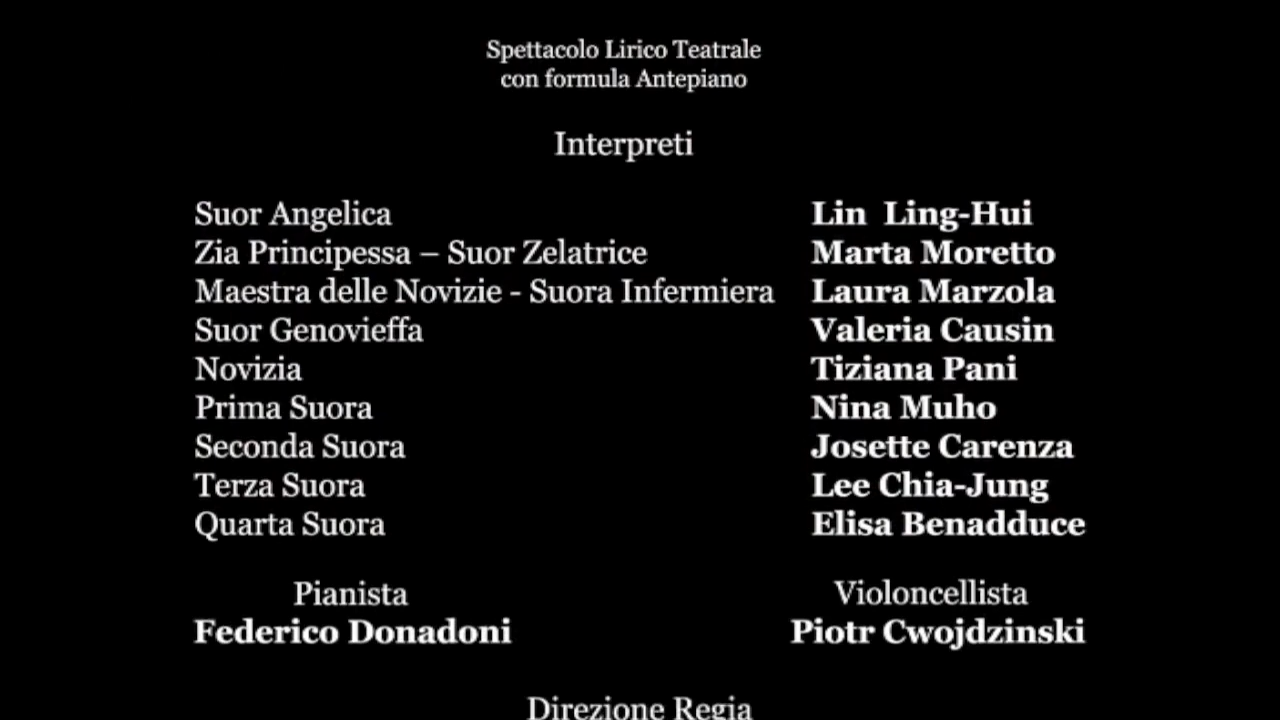 Spettacolo Lirico Teatrale
con formula Antepiano
Interpreti
Suor Angelica Lin Ling-Hui
Zia Principessa – Suor Zelatrice Marta Moretto
Maestra delle Novizie - Suora Infermiera Laura Marzola
Suor Genovieffa Valeria Causin
Novizia Tiziana Pani
Prima Suora Nina Muho
Seconda Suora Josette Carenza
Terza Suora Lee Chia-Jung
Quarta Suora Elisa Benadduce
Pianista Violoncellista
Federico Donadoni Piotr Cwojdzinski
Direzione Regia